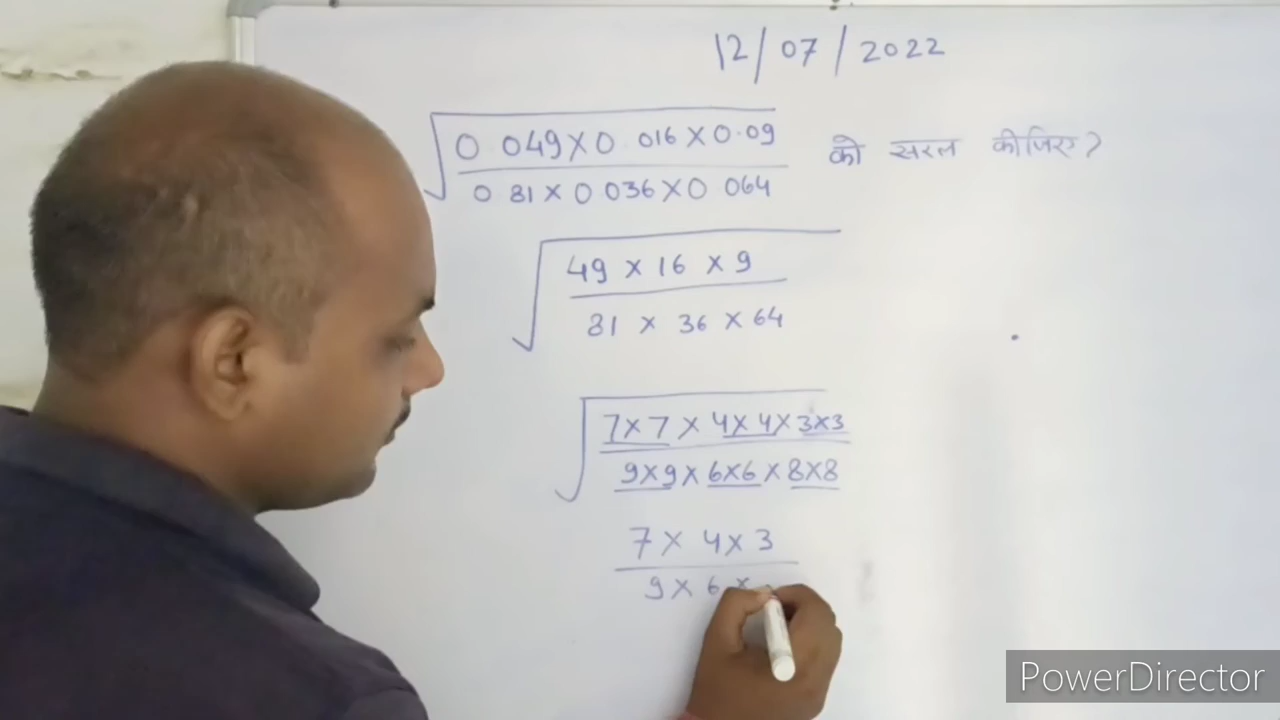 12/07/2022
√(0 049×0 016×0.09 / 0 81×0 036×0 064) को सरल कीजिए?
√(49×16×9 / 81×36×64)
√(7×7×4×4×3×3 / 9×9×6×6×8×8)
7×4×3
9×6×
PowerDirector